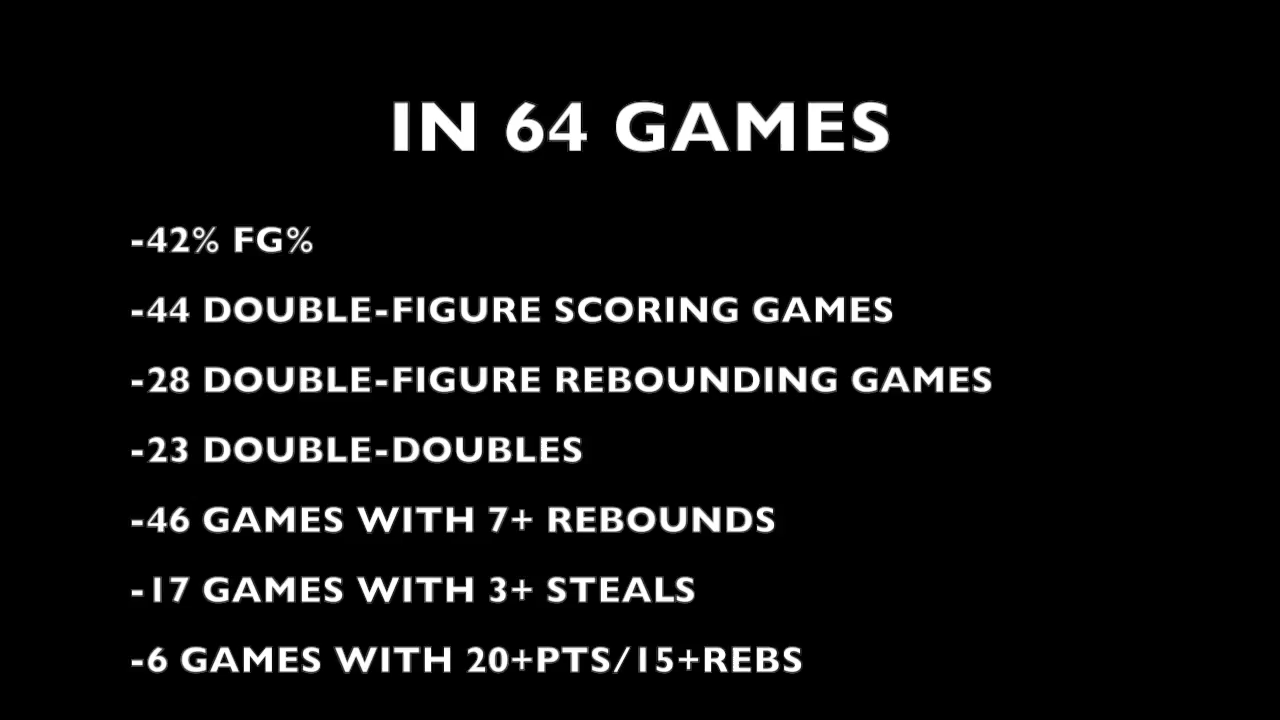 IN 64 GAMES
-42% FG%
-44 DOUBLE-FIGURE SCORING GAMES
-28 DOUBLE-FIGURE REBOUNDING GAMES
-23 DOUBLE-DOUBLES
-46 GAMES WITH 7+ REBOUNDS
-17 GAMES WITH 3+ STEALS
-6 GAMES WITH 20+PTS/15+REBS